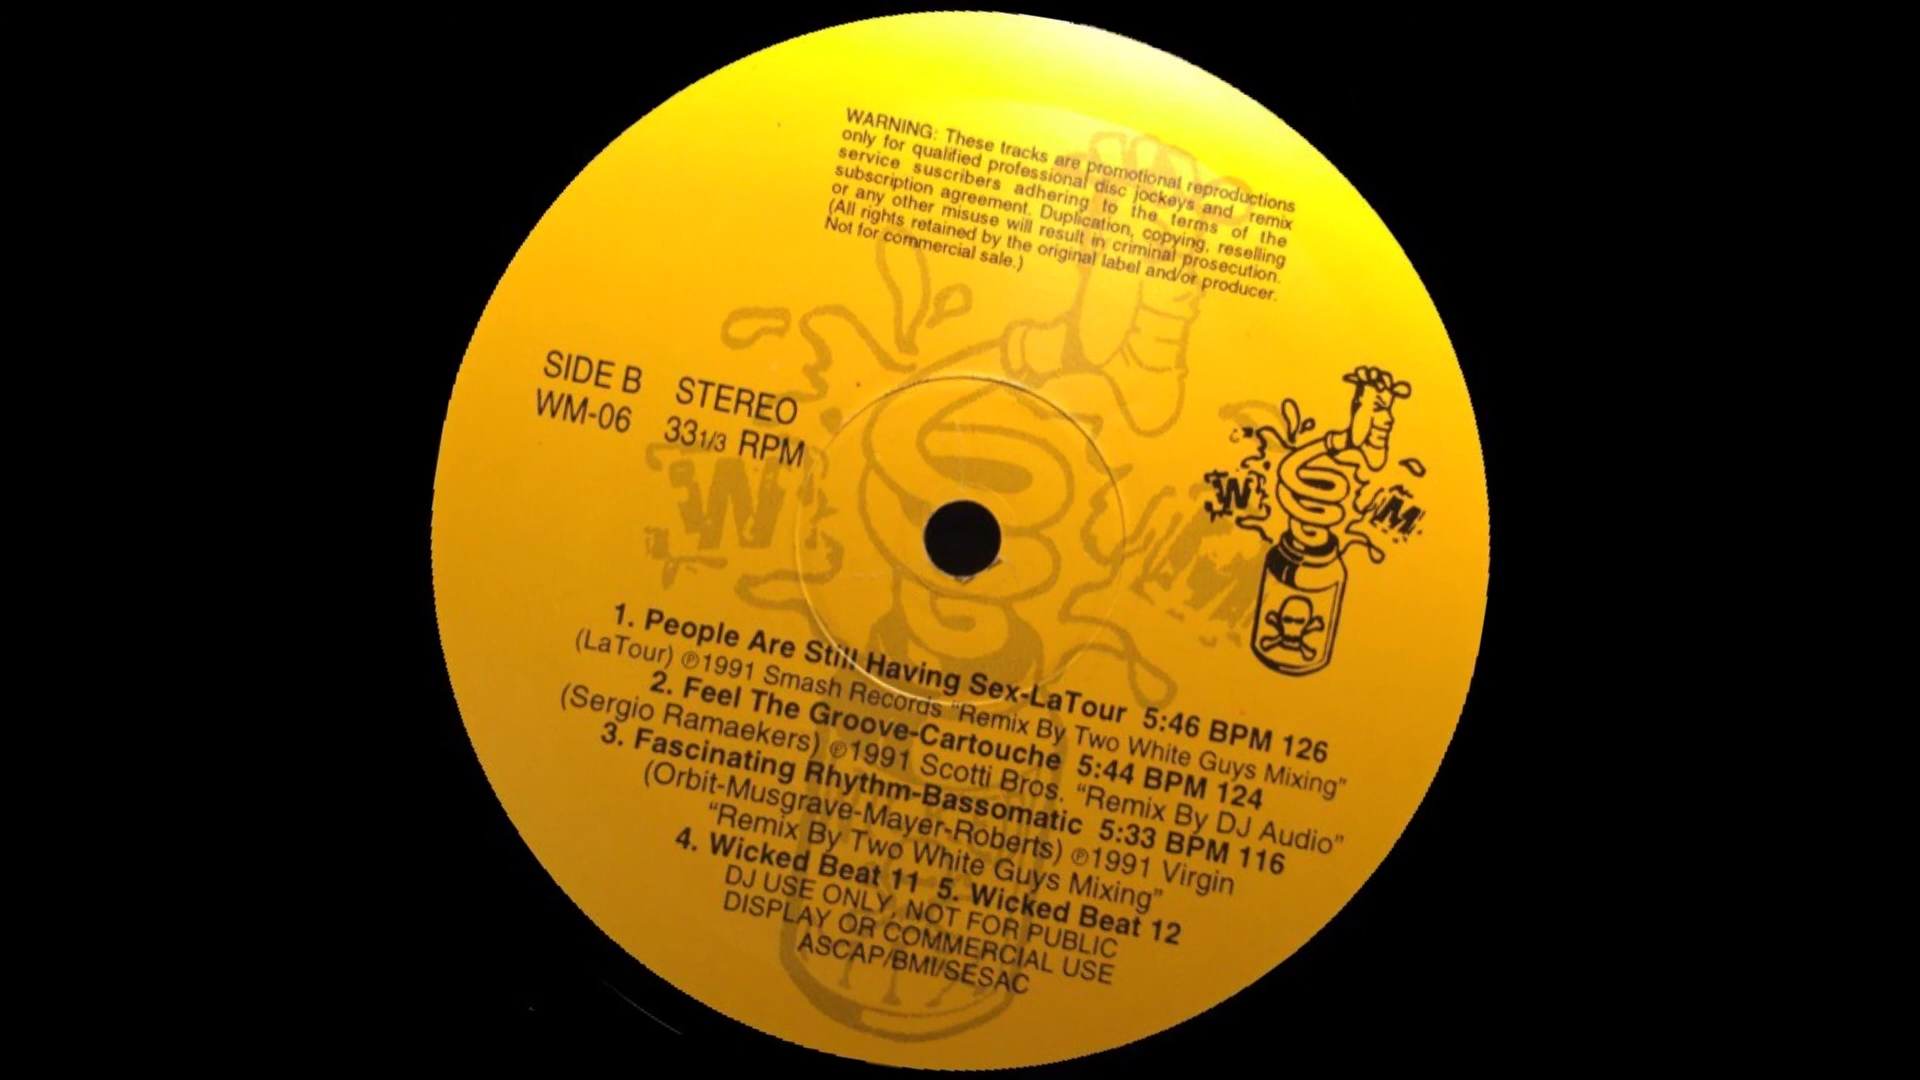 WARNING: These tracks are promotional reproductions
only for qualified professional disc jockeys and remix
service suscribers adhering to the terms of the
subscription agreement. Duplication, copying, reselling
or any other misuse will result in criminal prosecution.
(All rights retained by the original label and/or producer.
Not for commercial sale.)
SIDE B STEREO
WM-06 33 1/3 RPM
W M
W M
1. People Are Still Having Sex-LaTour 5:46 BPM 126
(LaTour) ℗1991 Smash Records "Remix By Two White Guys Mixing"
2. Feel The Groove-Cartouche 5:44 BPM 124
(Sergio Ramaekers) ℗1991 Scotti Bros. "Remix By DJ Audio"
3. Fascinating Rhythm-Bassomatic 5:33 BPM 116
(Orbit-Musgrave-Mayer-Roberts) ℗1991 Virgin
"Remix By Two White Guys Mixing"
4. Wicked Beat 11 5. Wicked Beat 12
DJ USE ONLY, NOT FOR PUBLIC
DISPLAY OR COMMERCIAL USE
ASCAP/BMI/SESAC